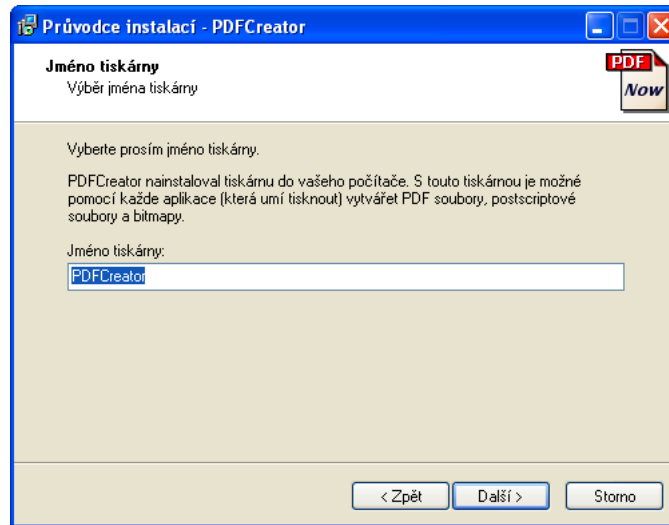 Průvodce instalací - PDFCreator
Jméno tiskárny
Výběr jména tiskárny
PDF
Now
Vyberte prosím jméno tiskárny.
PDFCreator nainstaloval tiskárnu do vašeho počítače. S touto tiskárnou je možné
pomocí každe aplikace (která umí tisknout) vytvářet PDF soubory, postscriptové
soubory a bitmapy.
Jméno tiskárny:
PDFCreator
< Zpět
Další >
Storno